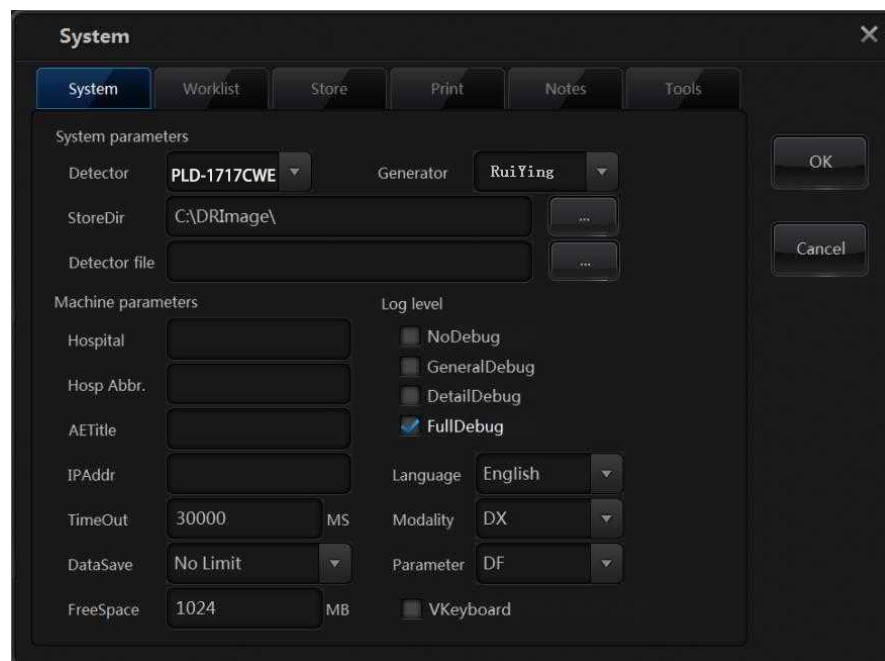 System
System Worklist Store Print Notes Tools
System parameters
Detector PLD-1717CWE Generator RuiYing
OK
StoreDir C:\DRImage\ ...
Detector file ...
Cancel
Machine parameters Log level
Hospital NoDebug
GeneralDebug
Hosp Abbr. DetailDebug
AETitle FullDebug
IPAddr Language English
TimeOut 30000 MS Modality DX
DataSave No Limit Parameter DF
FreeSpace 1024 MB VKeyboard